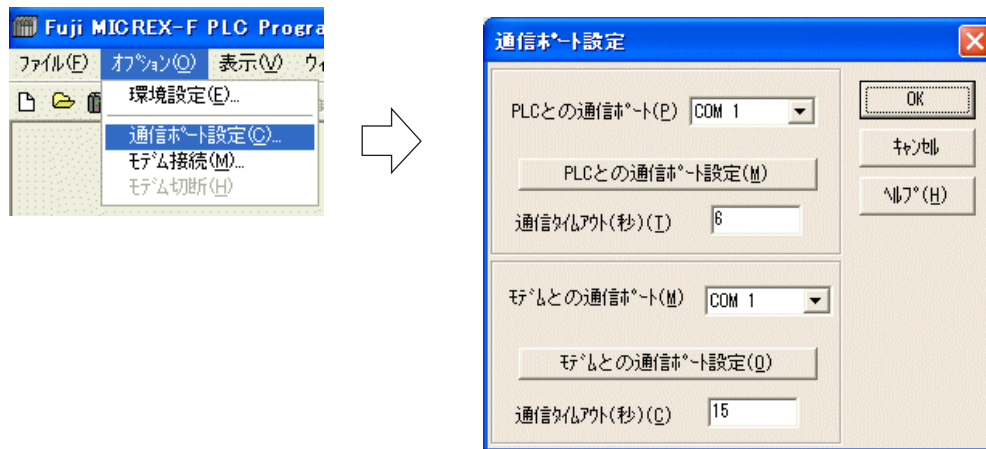 Fuji MICREX-F PLC Progra
ファイル(F) オプション(O) 表示(V) ウィ
環境設定(E)...
通信ポート設定(C)...
モデム接続(M)...
モデム切断(H)
通信ポート設定
PLCとの通信ポート(P) COM 1
PLCとの通信ポート設定(M)
通信タイムアウト(秒)(T) 6
モデムとの通信ポート(M) COM 1
モデムとの通信ポート設定(O)
通信タイムアウト(秒)(C) 15
OK
キャンセル
ヘルプ(H)